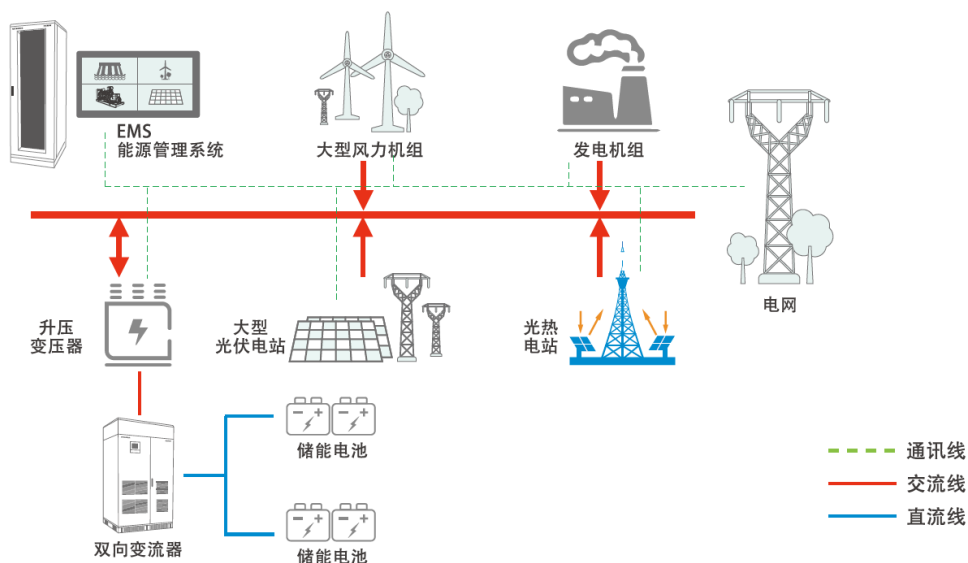 EMS
能源管理系统
大型风力机组
发电机组
电网
升压
变压器
大型
光伏电站
光热
电站
储能电池
双向变流器
储能电池
通讯线
交流线
直流线